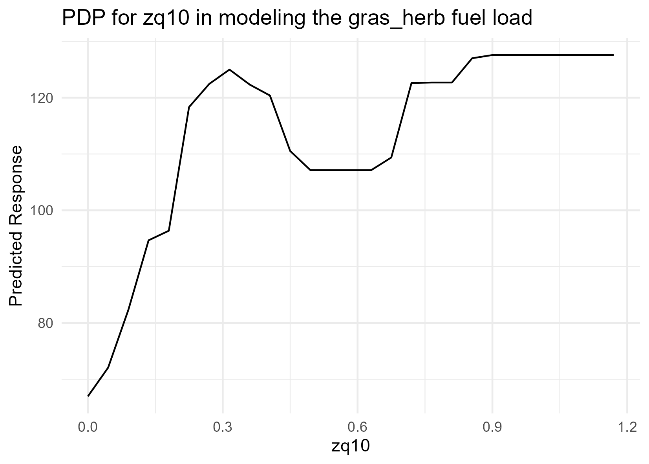 PDP for zq10 in modeling the gras_herb fuel load
120
100
80
Predicted Response
0.0 0.3 0.6 0.9 1.2
zq10